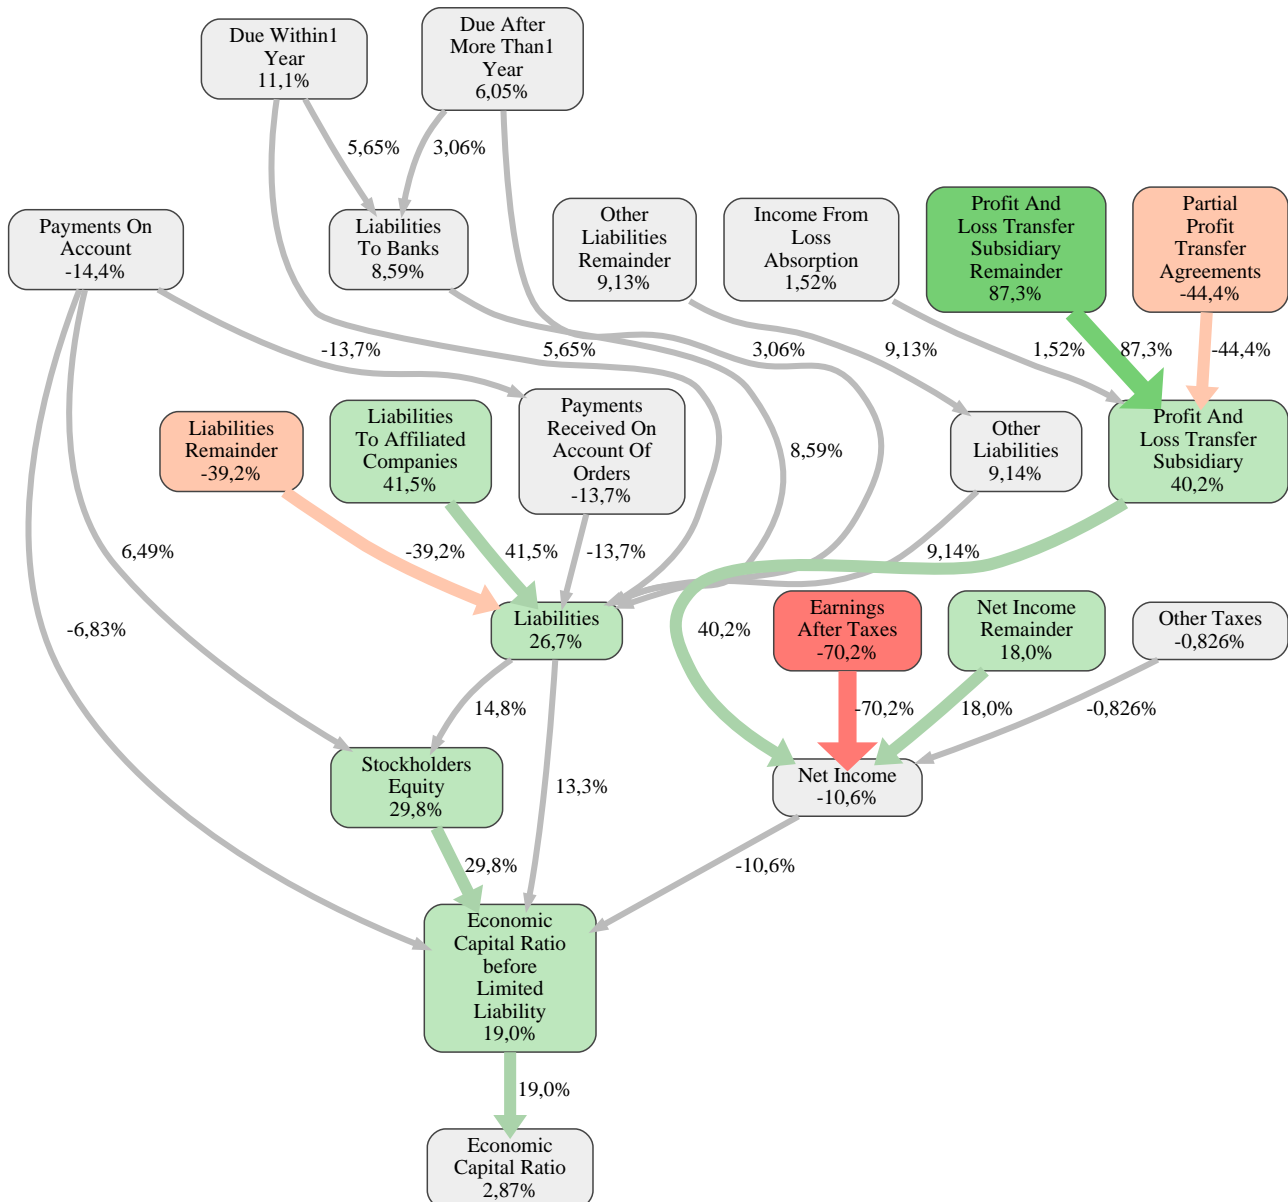 Due Within1
Year
11,1%
Due After
More Than1
Year
6,05%
5,65%
3,06%
Payments On
Account
-14,4%
Liabilities
To Banks
8,59%
Other
Liabilities
Remainder
9,13%
Income From
Loss
Absorption
1,52%
Profit And
Loss Transfer
Subsidiary
Remainder
87,3%
Partial
Profit
Transfer
Agreements
-44,4%
-13,7%
5,65%
3,06%
9,13%
1,52%
87,3%
-44,4%
Liabilities
Remainder
-39,2%
Liabilities
To Affiliated
Companies
41,5%
Payments
Received On
Account Of
Orders
-13,7%
8,59%
Other
Liabilities
9,14%
Profit And
Loss Transfer
Subsidiary
40,2%
6,49%
-39,2%
41,5%
-13,7%
9,14%
-6,83%
Liabilities
26,7%
40,2%
Earnings
After Taxes
-70,2%
Net Income
Remainder
18,0%
Other Taxes
-0,826%
14,8%
-70,2%
18,0%
-0,826%
Stockholders
Equity
29,8%
13,3%
Net Income
-10,6%
29,8%
-10,6%
Economic
Capital Ratio
before
Limited
Liability
19,0%
19,0%
Economic
Capital Ratio
2,87%